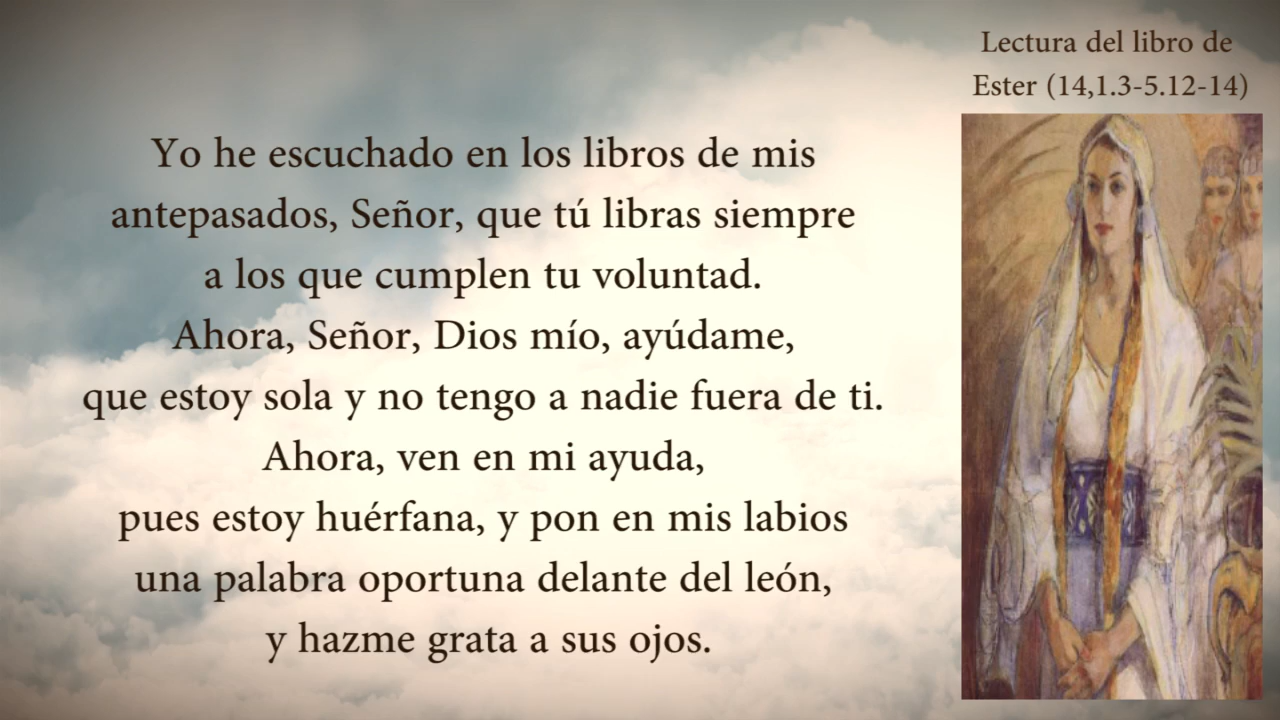 Lectura del libro de
Ester (14,1.3-5.12-14)
Yo he escuchado en los libros de mis
antepasados, Señor, que tú libras siempre
a los que cumplen tu voluntad.
Ahora, Señor, Dios mío, ayúdame,
que estoy sola y no tengo a nadie fuera de ti.
Ahora, ven en mi ayuda,
pues estoy huérfana, y pon en mis labios
una palabra oportuna delante del león,
y hazme grata a sus ojos.